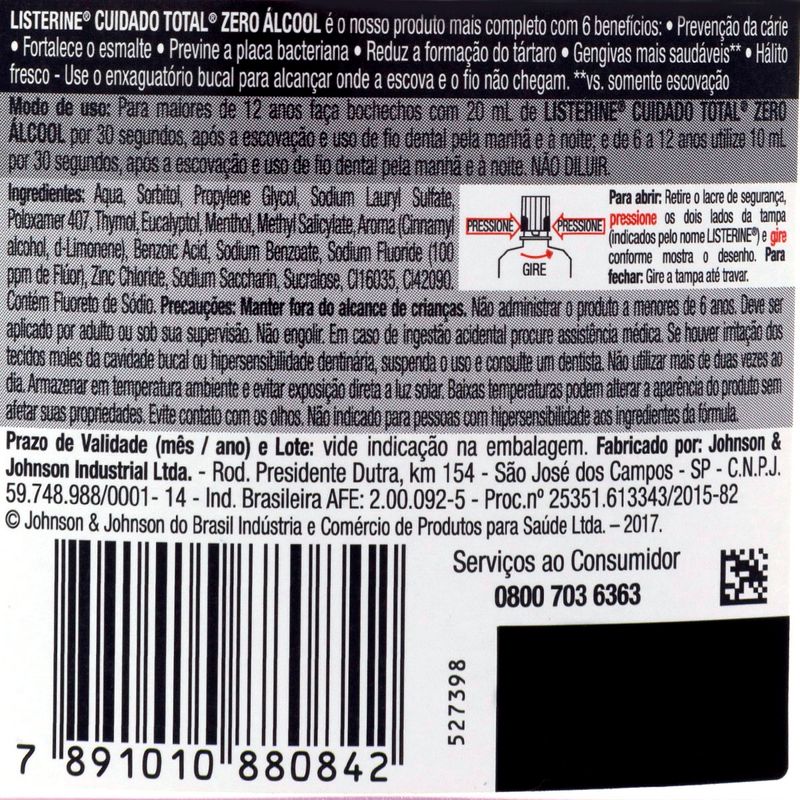 LISTERINE® CUIDADO TOTAL® ZERO ÁLCOOL é o nosso produto mais completo com 6 benefícios: • Prevenção da cárie
• Fortalece o esmalte • Previne a placa bacteriana • Reduz a formação do tártaro • Gengivas mais saudáveis** • Hálito
fresco - Use o enxaguatório bucal para alcançar onde a escova e o fio não chegam. **vs. somente escovação
Modo de uso: Para maiores de 12 anos faça bochechos com 20 mL de LISTERINE® CUIDADO TOTAL® ZERO
ÁLCOOL por 30 segundos, após a escovação e uso de fio dental pela manhã e à noite; e de 6 a 12 anos utilize 10 mL
por 30 segundos, após a escovação e uso de fio dental pela manhã e à noite. NÃO DILUIR.
Ingredientes: Aqua, Sorbitol, Propylene Glycol, Sodium Lauryl Sulfate,
Poloxamer 407, Thymol, Eucalyptol, Menthol, Methyl Salicylate, Aroma (Cinnamyl
alcohol, d-Limonene), Benzoic Acid, Sodium Benzoate, Sodium Fluoride (100
ppm de Flúor), Zinc Chloride, Sodium Saccharin, Sucralose, CI16035, CI42090.
PRESSIONE PRESSIONE
GIRE
Para abrir: Retire o lacre de segurança,
pressione os dois lados da tampa
(indicados pelo nome LISTERINE®) e gire
conforme mostra o desenho. Para
fechar: Gire a tampa até travar.
Contém Fluoreto de Sódio. Precauções: Manter fora do alcance de crianças. Não administrar o produto a menores de 6 anos. Deve ser
aplicado por adulto ou sob sua supervisão. Não engolir. Em caso de ingestão acidental procure assistência médica. Se houver irritação dos
tecidos moles da cavidade bucal ou hipersensibilidade dentinária, suspenda o uso e consulte um dentista. Não utilizar mais de duas vezes ao
dia. Armazenar em temperatura ambiente e evitar exposição direta a luz solar. Baixas temperaturas podem alterar a aparência do produto sem
afetar suas propriedades. Evite contato com os olhos. Não indicado para pessoas com hipersensibilidade aos ingredientes da fórmula.
Prazo de Validade (mês / ano) e Lote: vide indicação na embalagem. Fabricado por: Johnson &
Johnson Industrial Ltda. - Rod. Presidente Dutra, km 154 - São José dos Campos - SP - C.N.P.J.
59.748.988/0001- 14 - Ind. Brasileira AFE: 2.00.092-5 - Proc.nº 25351.613343/2015-82
© Johnson & Johnson do Brasil Indústria e Comércio de Produtos para Saúde Ltda. – 2017.
Serviços ao Consumidor
0800 703 6363
527398
7 891010 880842